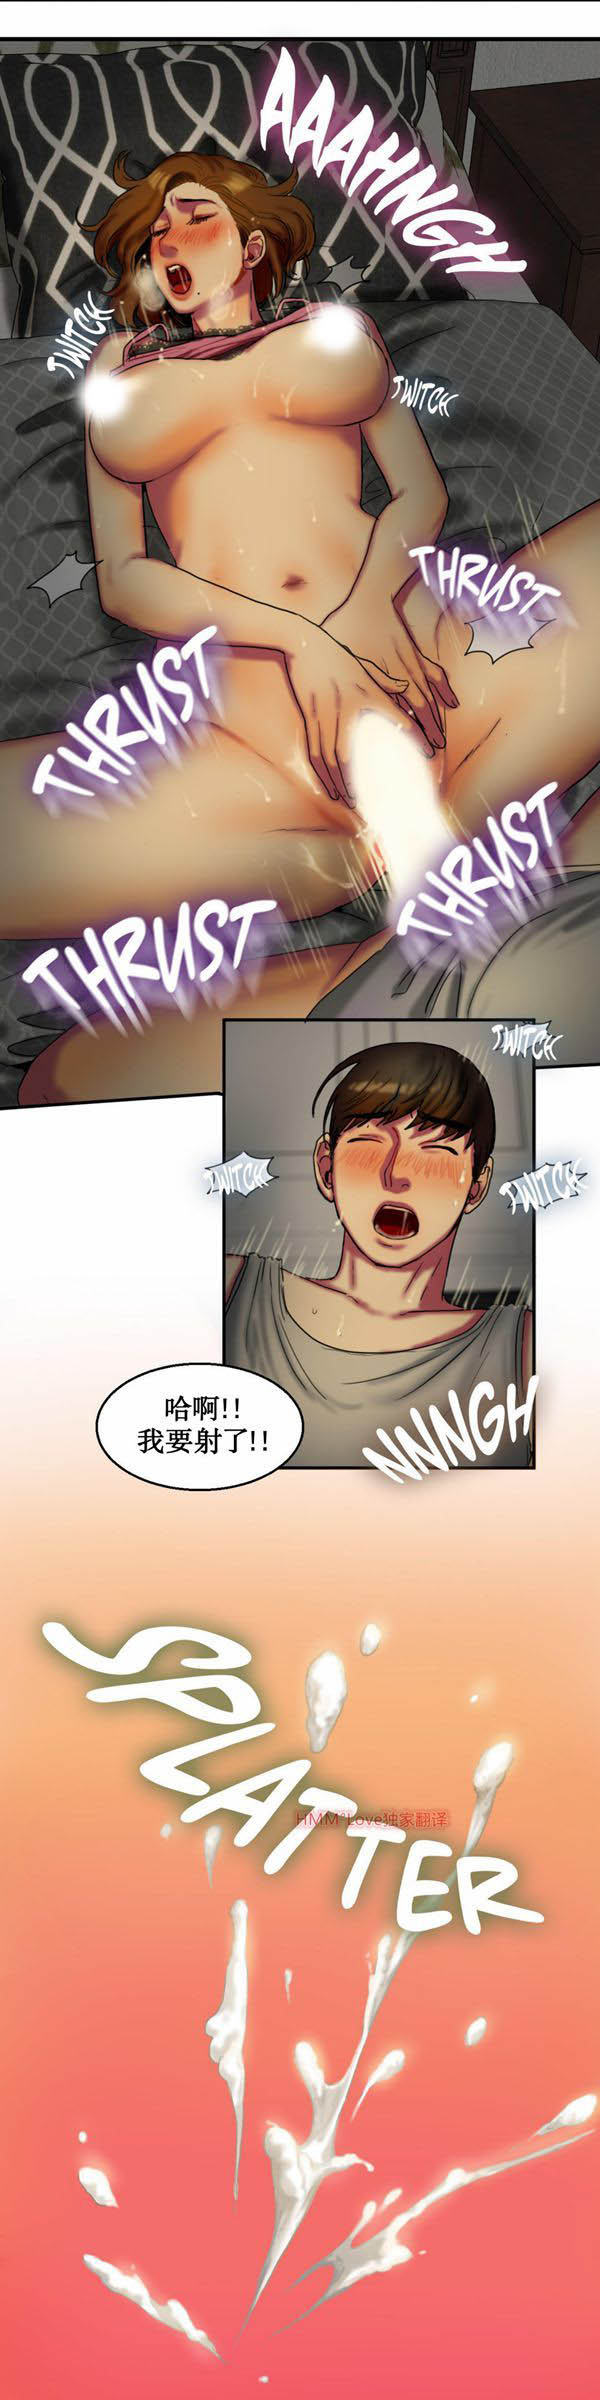 AAAHNGH
TWITCH
TWITCH
THRUST
THRUST
THRUST
THRUST
TWITCH
TWITCH
TWITCH
哈啊!!
我要射了!!
NNNGH
SPLATTER
HMM°Love独家翻译